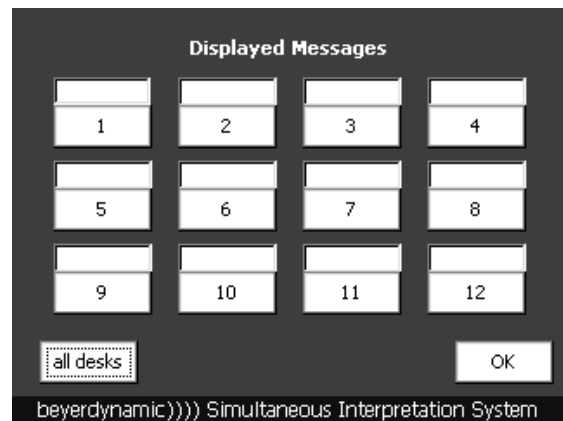 Displayed Messages
1 2 3 4
5 6 7 8
9 10 11 12
all desks OK
beyerdynamic)))) Simultaneous Interpretation System